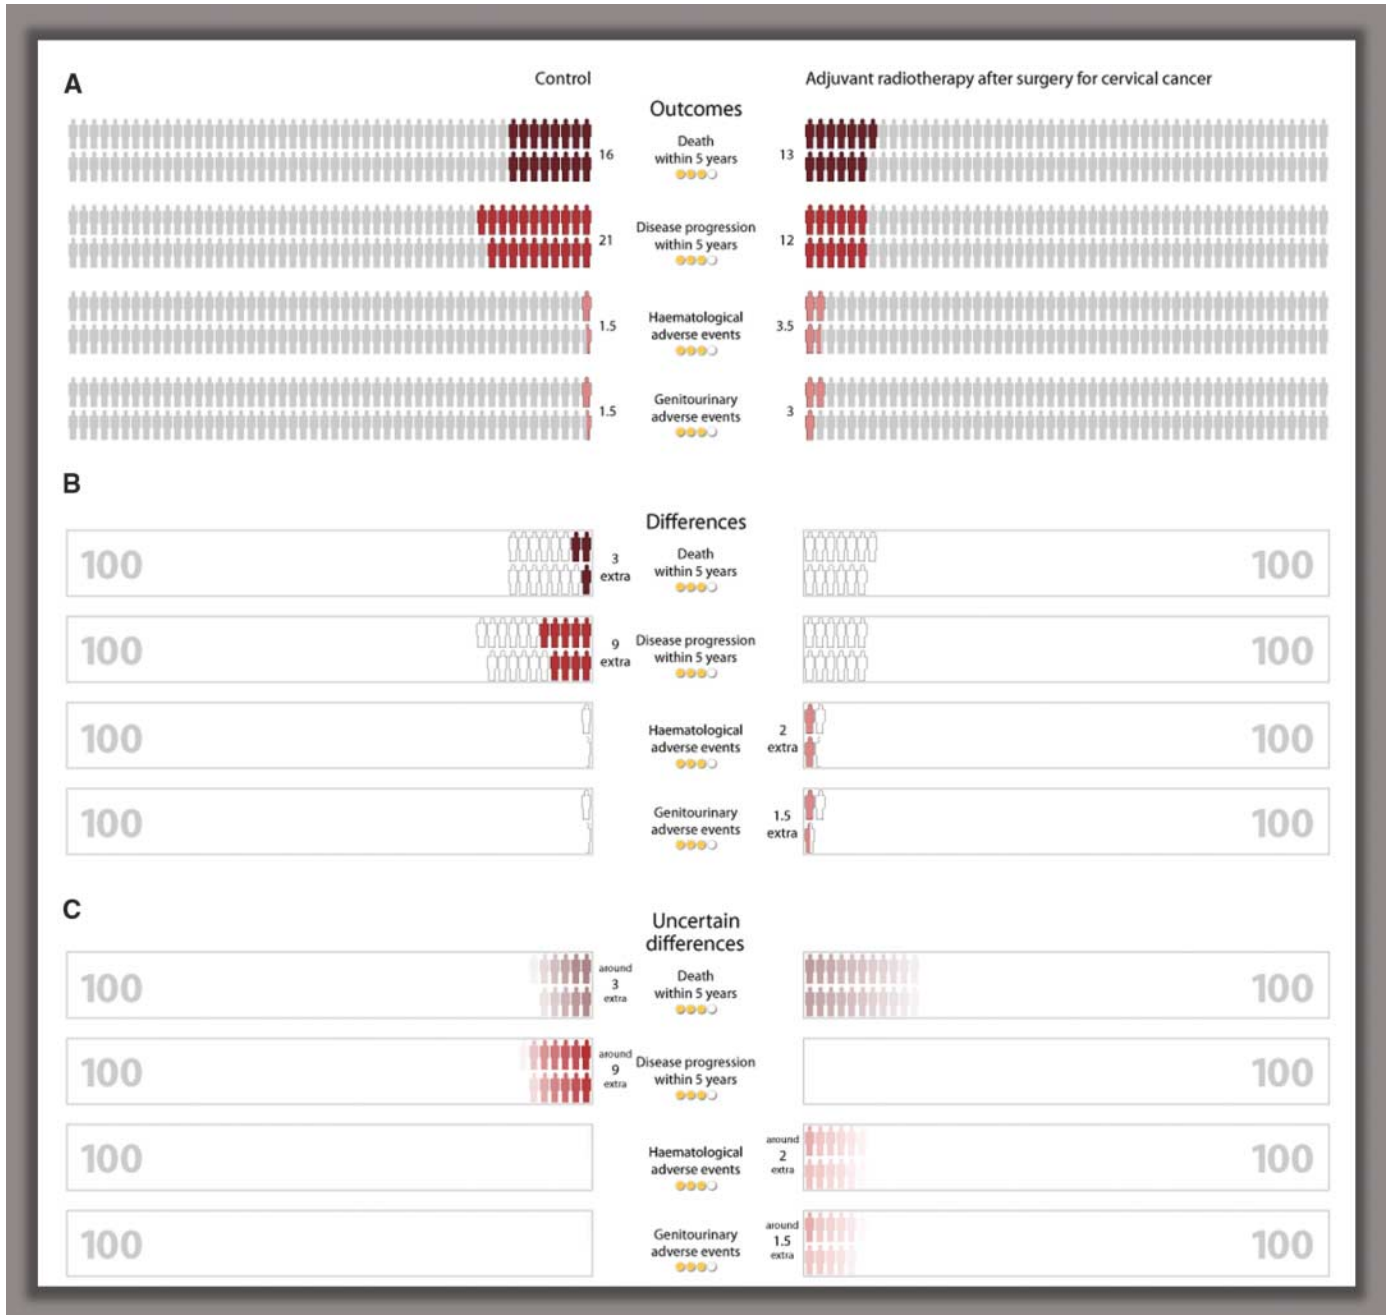 A
Control
Adjuvant radiotherapy after surgery for cervical cancer
Outcomes
16
Death
within 5 years
13
21
Disease progression
within 5 years
12
1.5
Haematological
adverse events
3.5
1.5
Genitourinary
adverse events
3
B
Differences
100
3
extra
Death
within 5 years
100
100
9
extra
Disease progression
within 5 years
100
100
Haematological
adverse events
2
extra
100
100
Genitourinary
adverse events
1.5
extra
100
C
Uncertain
differences
100
around
3
extra
Death
within 5 years
100
100
around
9
extra
Disease progression
within 5 years
100
100
Haematological
adverse events
around
2
extra
100
100
Genitourinary
adverse events
around
1.5
extra
100